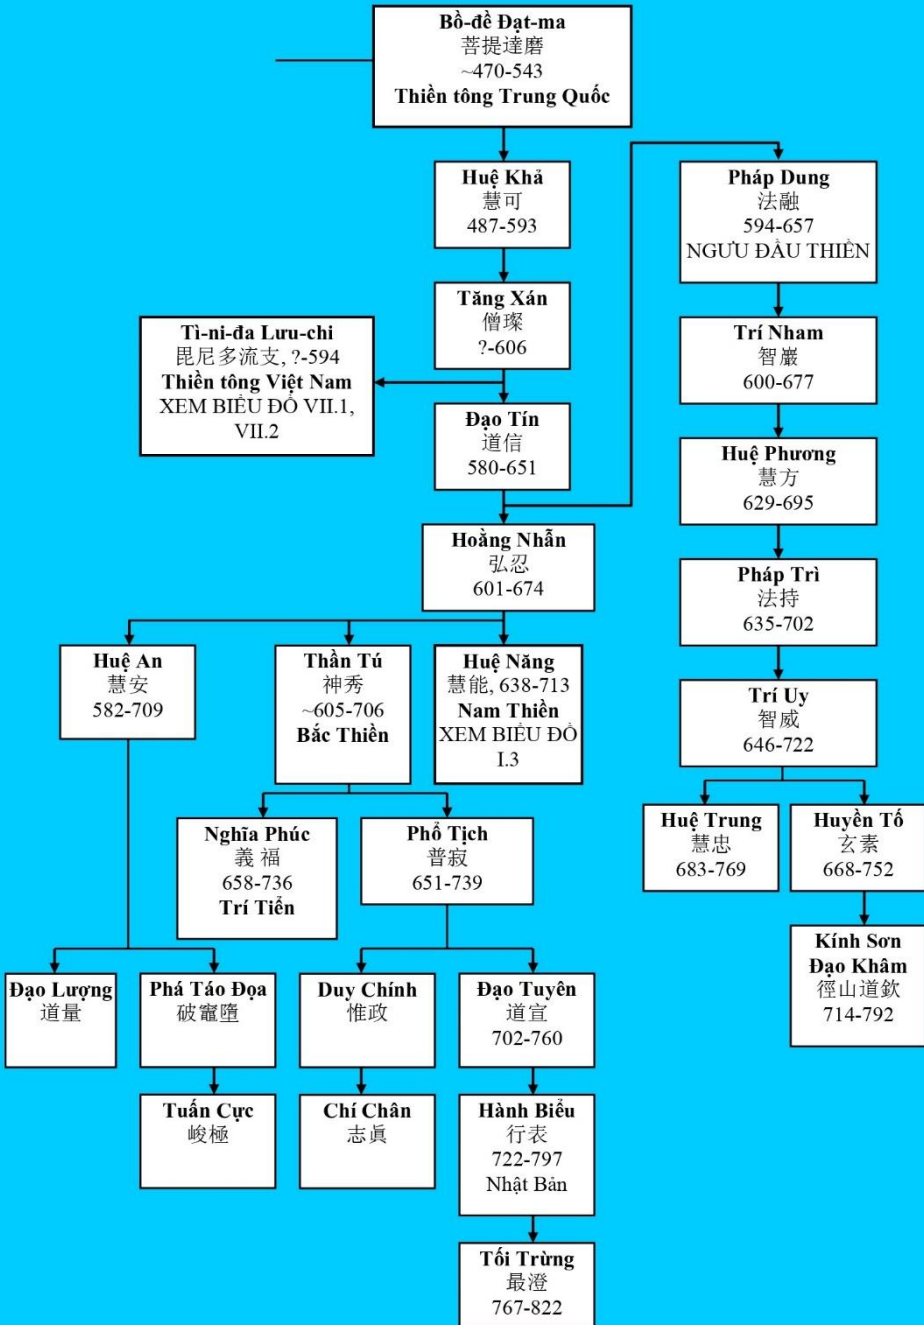 Bồ-đề Đạt-ma
菩提達磨
~470-543
Thiền tông Trung Quốc
Huệ Khả
慧可
487-593
Pháp Dung
法融
594-657
NGƯU ĐẦU THIỀN
Tăng Xán
僧璨
?-606
Tì-ni-đa Lưu-chi
毘尼多流支, ?-594
Thiền tông Việt Nam
XEM BIỂU ĐỒ VII.1,
VII.2
Trí Nham
智巖
600-677
Đạo Tín
道信
580-651
Huệ Phương
慧方
629-695
Hoằng Nhẫn
弘忍
601-674
Pháp Trì
法持
635-702
Huệ An
慧安
582-709
Thần Tú
神秀
~605-706
Bắc Thiền
Huệ Năng
慧能, 638-713
Nam Thiền
XEM BIỂU ĐỒ
I.3
Trí Uy
智威
646-722
Nghĩa Phúc
義福
658-736
Trí Tiển
Phổ Tịch
普寂
651-739
Huệ Trung
慧忠
683-769
Huyền Tố
玄素
668-752
Kính Sơn
Đạo Khâm
徑山道欽
714-792
Đạo Lượng
道量
Phá Táo Đọa
破竈墮
Duy Chính
惟政
Đạo Tuyên
道宣
702-760
Tuấn Cực
峻極
Chí Chân
志眞
Hành Biểu
行表
722-797
Nhật Bản
Tối Trừng
最澄
767-822